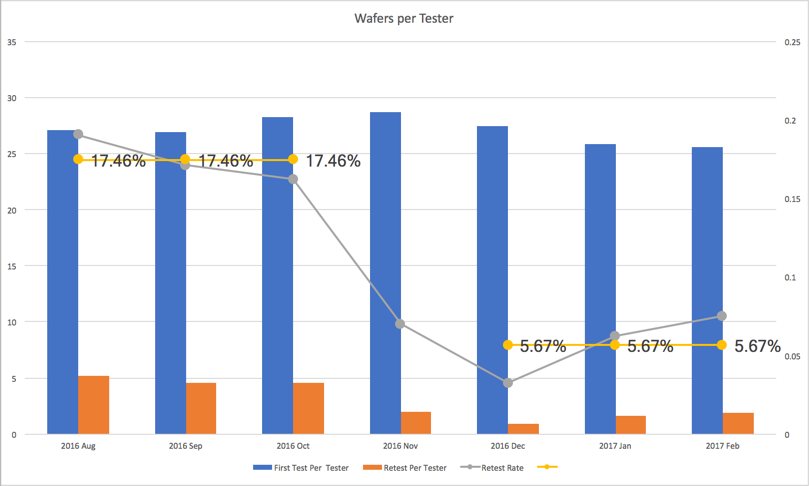 Wafers per Tester
35
30
25
20
15
10
5
0
0.25
0.2
0.15
0.1
0.05
0
17.46% 17.46% 17.46%
5.67% 5.67% 5.67%
2016 Aug 2016 Sep 2016 Oct 2016 Nov 2016 Dec 2017 Jan 2017 Feb
First Test Per Tester Retest Per Tester Retest Rate